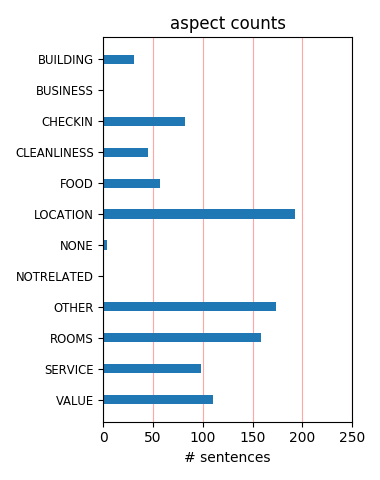 aspect counts
BUILDING
BUSINESS
CHECKIN
CLEANLINESS
FOOD
LOCATION
NONE
NOTRELATED
OTHER
ROOMS
SERVICE
VALUE
0 50 100 150 200 250
# sentences